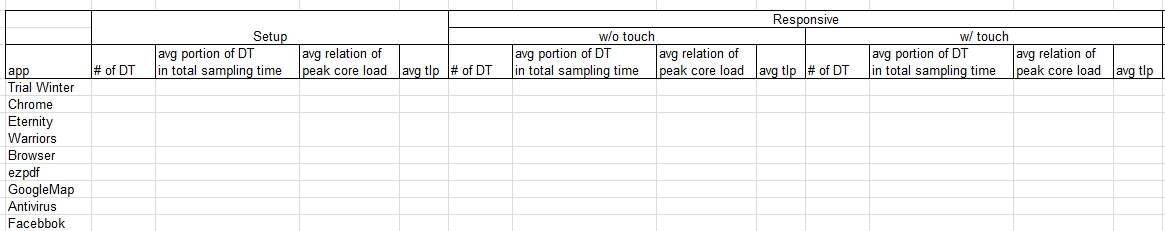 Responsive
Setup w/o touch w/ touch
avg portion of DT avg relation of avg portion of DT avg relation of avg portion of DT avg relation of
app # of DT in total sampling time peak core load avg tlp # of DT in total sampling time peak core load avg tlp # of DT in total sampling time peak core load avg tlp
Trial Winter
Chrome
Eternity
Warriors
Browser
ezpdf
GoogleMap
Antivirus
Facebbok